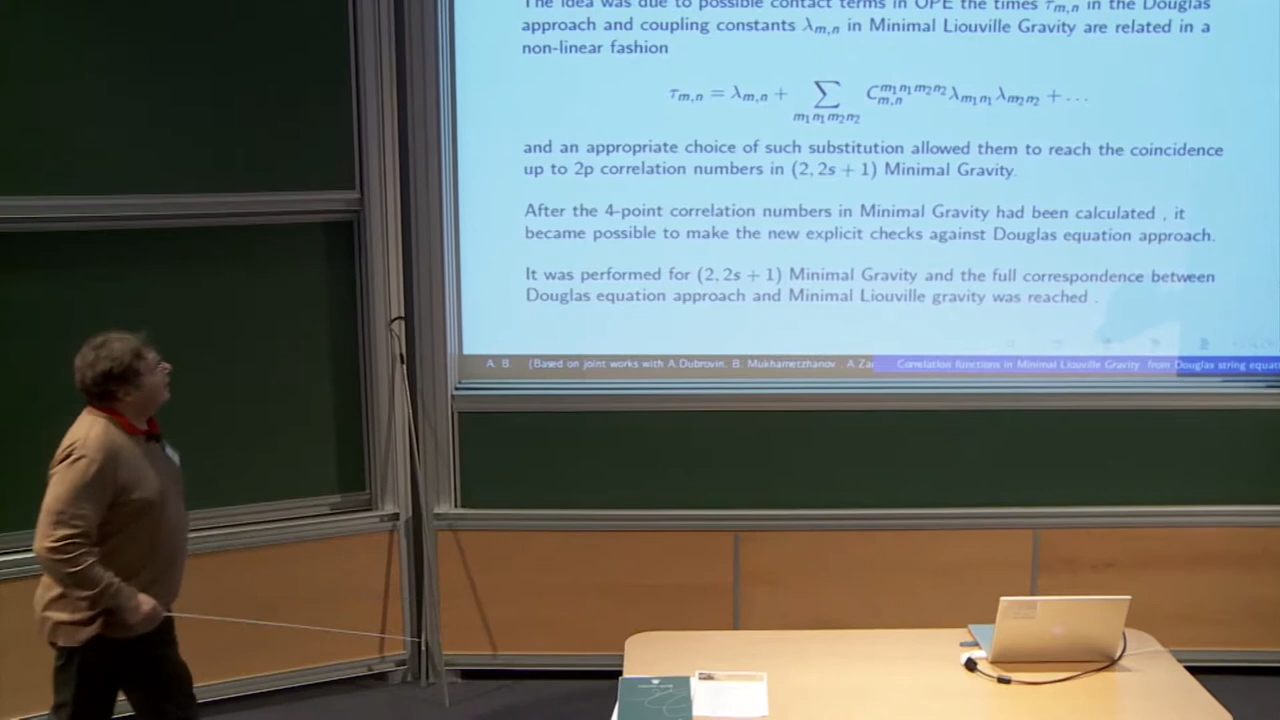 The idea was due to possible contact terms in OPE the times τ_{m,n} in the Douglas
approach and coupling constants λ_{m,n} in Minimal Liouville Gravity are related in a
non-linear fashion
τ_{m,n} = λ_{m,n} + ∑_{m₁n₁m₂n₂} C_{m,n}^{m₁n₁m₂n₂} λ_{m₁n₁} λ_{m₂n₂} + ...
and an appropriate choice of such substitution allowed them to reach the coincidence
up to 2p correlation numbers in (2, 2s + 1) Minimal Gravity.
After the 4-point correlation numbers in Minimal Gravity had been calculated , it
became possible to make the new explicit checks against Douglas equation approach.
It was performed for (2, 2s + 1) Minimal Gravity and the full correspondence between
Douglas equation approach and Minimal Liouville gravity was reached .
A. B. (Based on joint works with A.Dubrovin, B. Mukhametzhanov , A.Za Correlation functions in Minimal Liouville Gravity from Douglas string equati